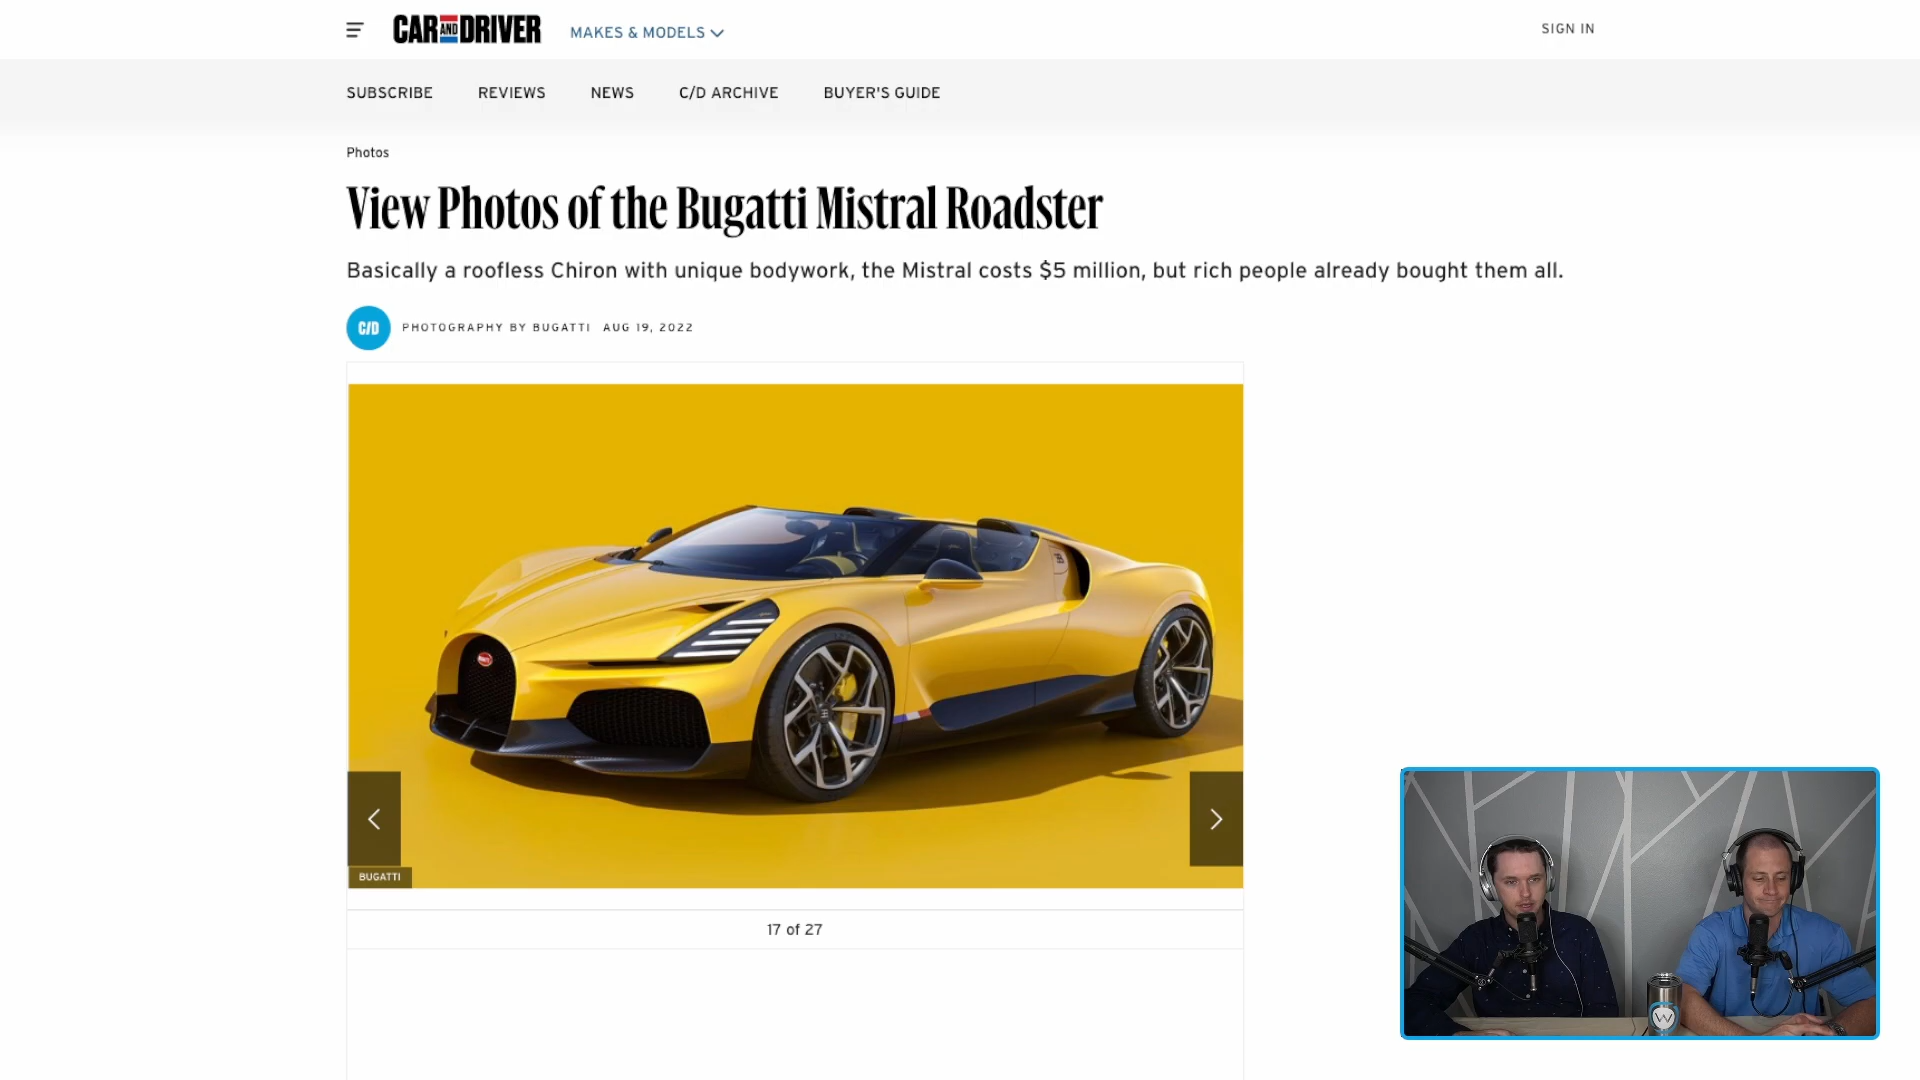 CAR AND DRIVER
MAKES & MODELS
SIGN IN
SUBSCRIBE
REVIEWS
NEWS
C/D ARCHIVE
BUYER'S GUIDE
Photos
View Photos of the Bugatti Mistral Roadster
Basically a roofless Chiron with unique bodywork, the Mistral costs $5 million, but rich people already bought them all.
C/D
PHOTOGRAPHY BY BUGATTI AUG 19, 2022
BUGATTI
17 of 27
W